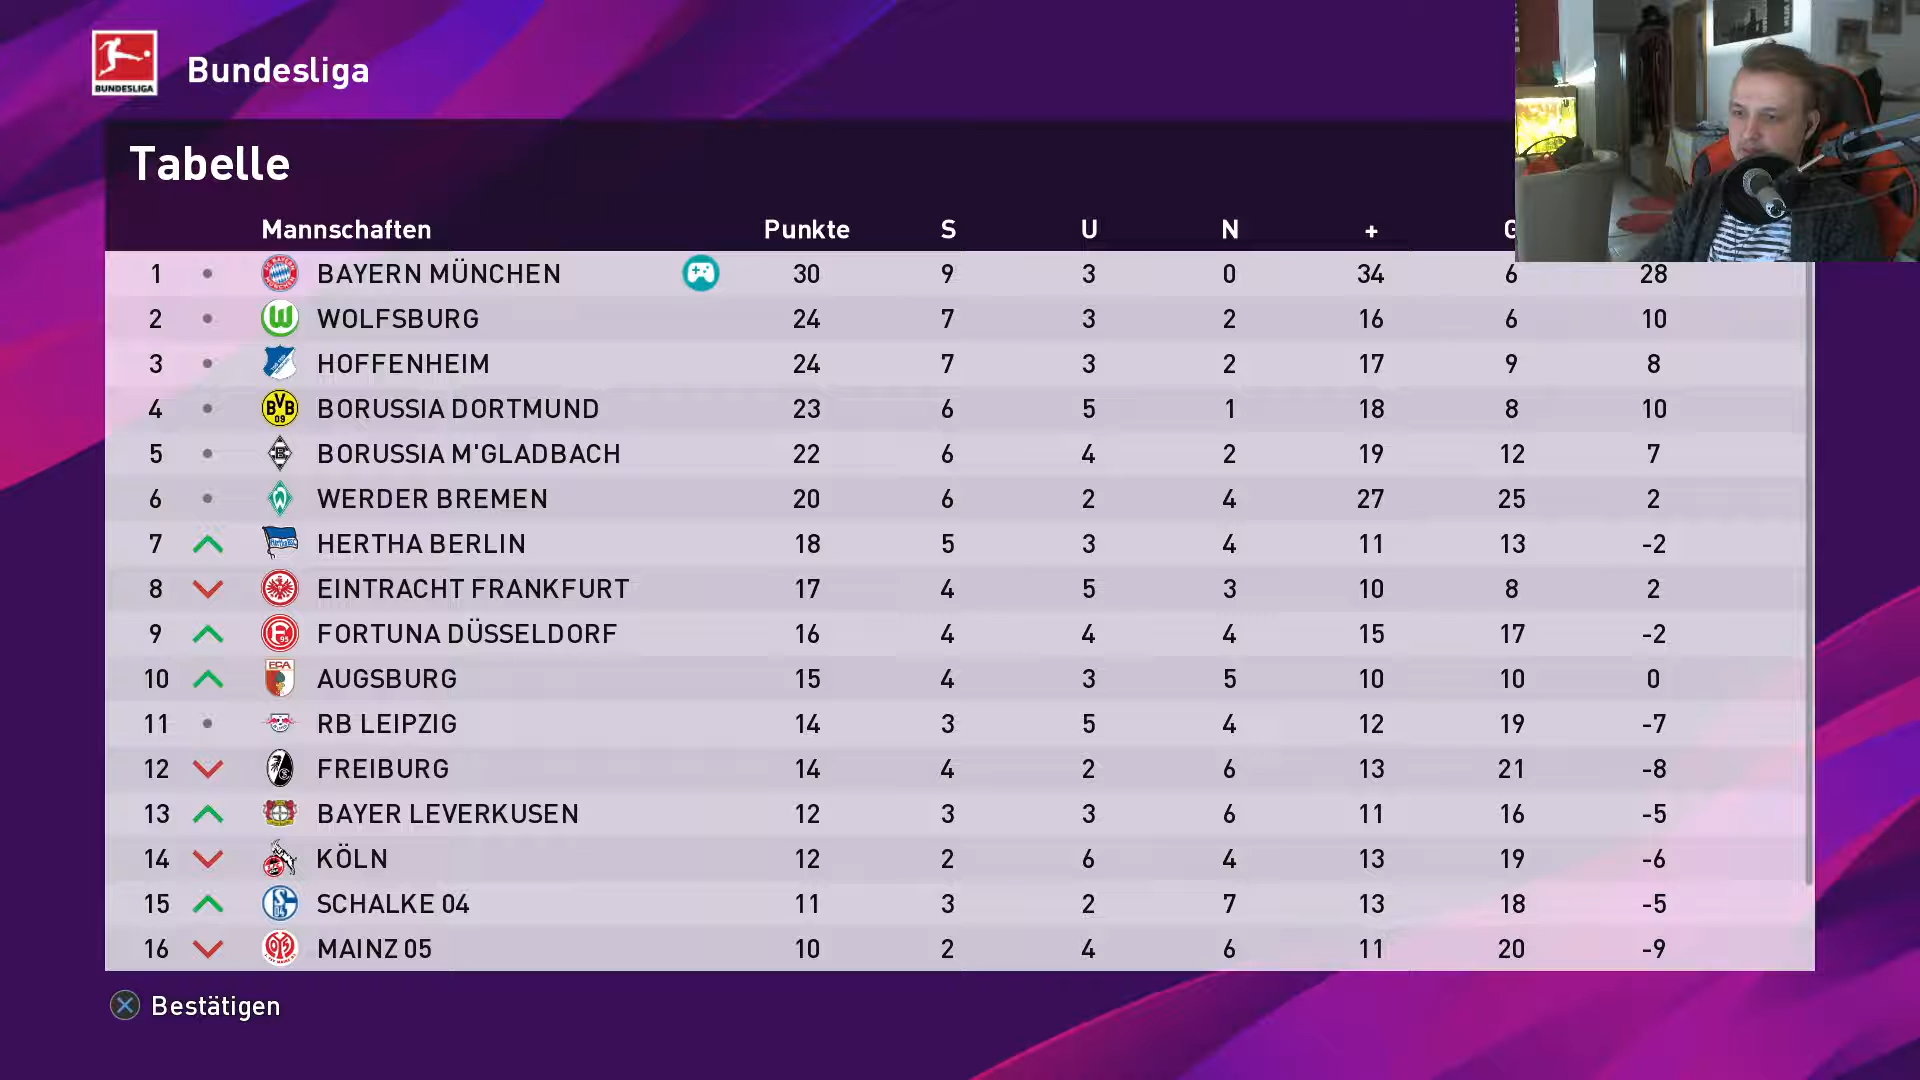 BUNDESLIGA
Bundesliga
Tabelle
Mannschaften Punkte S U N +
1 BAYERN MÜNCHEN 30 9 3 0 34 6 28
2 WOLFSBURG 24 7 3 2 16 6 10
3 HOFFENHEIM 24 7 3 2 17 9 8
4 BORUSSIA DORTMUND 23 6 5 1 18 8 10
5 BORUSSIA M'GLADBACH 22 6 4 2 19 12 7
6 WERDER BREMEN 20 6 2 4 27 25 2
7 HERTHA BERLIN 18 5 3 4 11 13 -2
8 EINTRACHT FRANKFURT 17 4 5 3 10 8 2
9 FORTUNA DÜSSELDORF 16 4 4 4 15 17 -2
10 AUGSBURG 15 4 3 5 10 10 0
11 RB LEIPZIG 14 3 5 4 12 19 -7
12 FREIBURG 14 4 2 6 13 21 -8
13 BAYER LEVERKUSEN 12 3 3 6 11 16 -5
14 KÖLN 12 2 6 4 13 19 -6
15 SCHALKE 04 11 3 2 7 13 18 -5
16 MAINZ 05 10 2 4 6 11 20 -9
Bestätigen